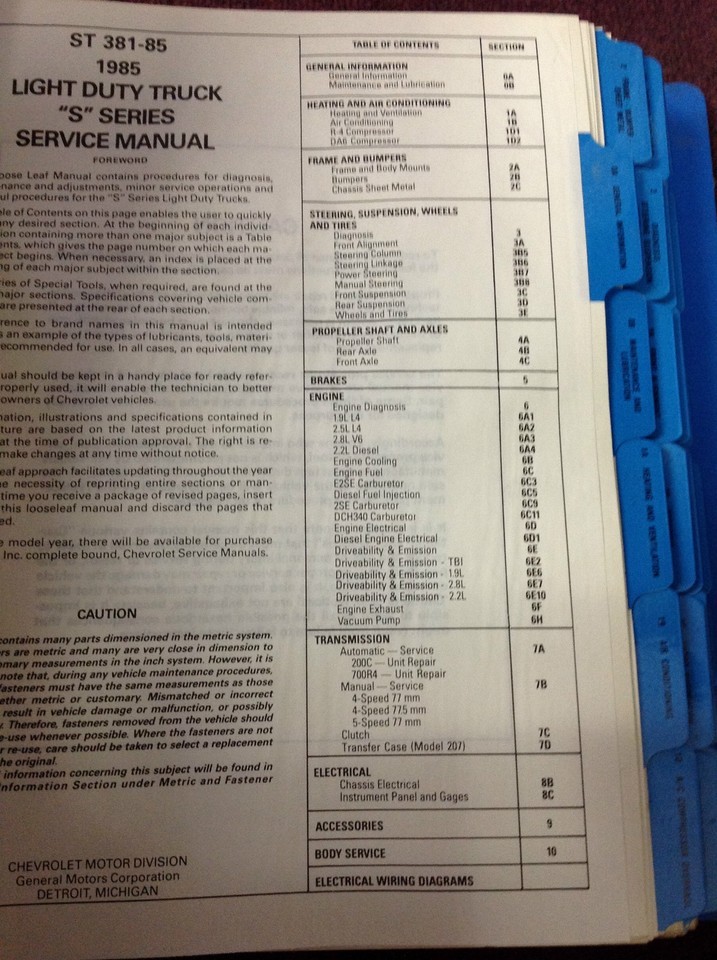 ST 381-85
1985
LIGHT DUTY TRUCK
"S" SERIES
SERVICE MANUAL
FOREWORD
oose Leaf Manual contains procedures for diagnosis,
nance and adjustments, minor service operations and
ul procedures for the "S" Series Light Duty Trucks.
le of Contents on this page enables the user to quickly
ny desired section. At the beginning of each individ-
ion containing more than one major subject is a Table
ents, which gives the page number on which each ma-
ect begins. When necessary, an index is placed at the
ng of each major subject within the section.
ies of Special Tools, when required, are found at the
najor sections. Specifications covering vehicle com-
are presented at the rear of each section.
rence to brand names in this manual is intended
s an example of the types of lubricants, tools, materi-
ecommended for use. In all cases, an equivalent may
ual should be kept in a handy place for ready refer-
roperly used, it will enable the technician to better
owners of Chevrolet vehicles.
nation, illustrations and specifications contained in
ture are based on the latest product information
at the time of publication approval. The right is re-
make changes at any time without notice.
eaf approach facilitates updating throughout the year
e necessity of reprinting entire sections or man-
time you receive a package of revised pages, insert
this looseleaf manual and discard the pages that
ed.
e model year, there will be available for purchase
Inc. complete bound, Chevrolet Service Manuals.
CAUTION
contains many parts dimensioned in the metric system.
rs are metric and many are very close in dimension to
omary measurements in the inch system. However, it is
note that, during any vehicle maintenance procedures,
fasteners must have the same measurements as those
ether metric or customary. Mismatched or incorrect
result in vehicle damage or malfunction, or possibly
y. Therefore, fasteners removed from the vehicle should
e-use whenever possible. Where the fasteners are not
r re-use, care should be taken to select a replacement
he original.
information concerning this subject will be found in
nformation Section under Metric and Fastener
CHEVROLET MOTOR DIVISION
General Motors Corporation
DETROIT, MICHIGAN
TABLE OF CONTENTS SECTION
GENERAL INFORMATION
General Information 0A
Maintenance and Lubrication 0B
HEATING AND AIR CONDITIONING
Heating and Ventilation 1A
Air Conditioning 1B
R-4 Compressor 1D1
DA6 Compressor 1D2
FRAME AND BUMPERS
Frame and Body Mounts 2A
Bumpers 2B
Chassis Sheet Metal 2C
STEERING, SUSPENSION, WHEELS
AND TIRES
Diagnosis 3
Front Alignment 3A
Steering Column 3B5
Steering Linkage 3B6
Power Steering 3B7
Manual Steering 3B8
Front Suspension 3C
Rear Suspension 3D
Wheels and Tires 3E
PROPELLER SHAFT AND AXLES
Propeller Shaft 4A
Rear Axle 4B
Front Axle 4C
BRAKES 5
ENGINE
Engine Diagnosis 6
1.9L L4 6A1
2.5L L4 6A2
2.8L V6 6A3
2.2L Diesel 6A4
Engine Cooling 6B
Engine Fuel 6C
E2SE Carburetor 6C3
Diesel Fuel Injection 6C5
2SE Carburetor 6C9
DCH340 Carburetor 6C11
Engine Electrical 6D
Diesel Engine Electrical 6D1
Driveability & Emission 6E
Driveability & Emission - TBI 6E2
Driveability & Emission - 1.9L 6E6
Driveability & Emission - 2.8L 6E7
Driveability & Emission - 2.2L 6E10
Engine Exhaust 6F
Vacuum Pump 6H
TRANSMISSION
Automatic — Service 7A
200C — Unit Repair
700R4 — Unit Repair
Manual — Service 7B
4-Speed 77 mm
4-Speed 77.5 mm
5-Speed 77 mm
Clutch 7C
Transfer Case (Model 207) 7D
ELECTRICAL
Chassis Electrical 8B
Instrument Panel and Gages 8C
ACCESSORIES 9
BODY SERVICE 10
ELECTRICAL WIRING DIAGRAMS
SHEET METAL
0A GENERAL INFORMATION
0B MAINTENANCE AND
LUBRICATION
1A HEATING AND VENTILATION
1B AIR CONDITIONING